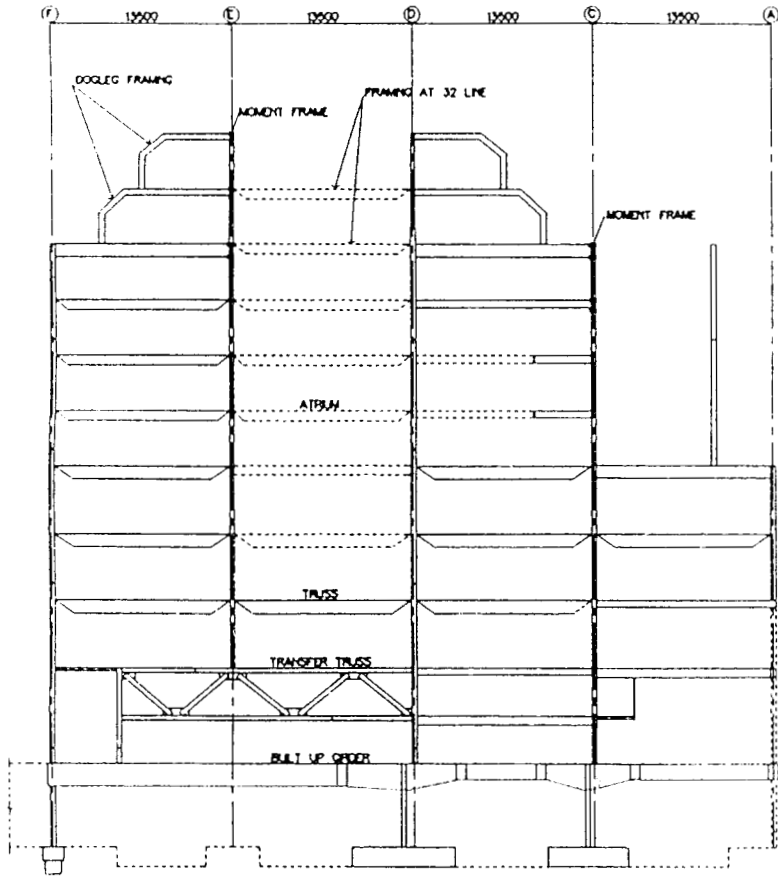 F E D C A
13500 13500 13500 13500
DOGLEG FRAMING
FRAMING AT 32 LINE
MOMENT FRAME
MOMENT FRAME
ATRIUM
TRUSS
TRANSFER TRUSS
BUILT UP GIRDER